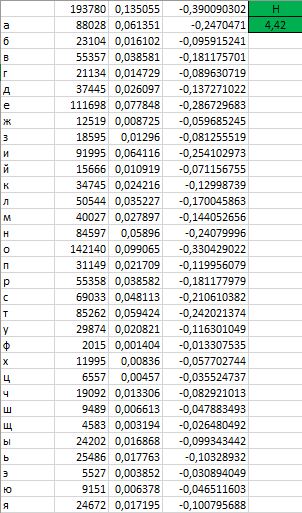 193780 0,135055 -0,390090302 H
а 88028 0,061351 -0,2470471 4,42
б 23104 0,016102 -0,095915241
в 55357 0,038581 -0,181175701
г 21134 0,014729 -0,089630719
д 37445 0,026097 -0,137271022
е 111698 0,077848 -0,286729683
ж 12519 0,008725 -0,059685245
з 18595 0,01296 -0,081255519
и 91995 0,064116 -0,254102973
й 15666 0,010919 -0,071156755
к 34745 0,024216 -0,12998739
л 50544 0,035227 -0,170045863
м 40027 0,027897 -0,144052656
н 84597 0,05896 -0,24079996
о 142140 0,099065 -0,330429022
п 31149 0,021709 -0,119956079
р 55358 0,038582 -0,181177979
с 69033 0,048113 -0,210610382
т 85262 0,059424 -0,242021374
у 29874 0,020821 -0,116301049
ф 2015 0,001404 -0,013307535
х 11995 0,00836 -0,057702744
ц 6557 0,00457 -0,035524737
ч 19092 0,013306 -0,082921013
ш 9489 0,006613 -0,047883493
щ 4583 0,003194 -0,026480492
ы 24202 0,016868 -0,099343442
ь 25486 0,017763 -0,10328932
э 5527 0,003852 -0,030894049
ю 9151 0,006378 -0,046511603
я 24672 0,017195 -0,100795688